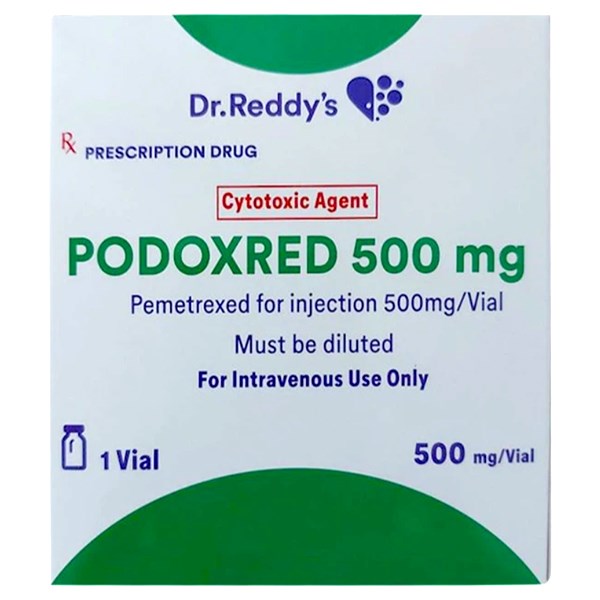 Dr.Reddy's
Rx PRESCRIPTION DRUG
Cytotoxic Agent
PODOXRED 500 mg
Pemetrexed for injection 500mg/Vial
Must be diluted
For Intravenous Use Only
1 Vial
500 mg/Vial